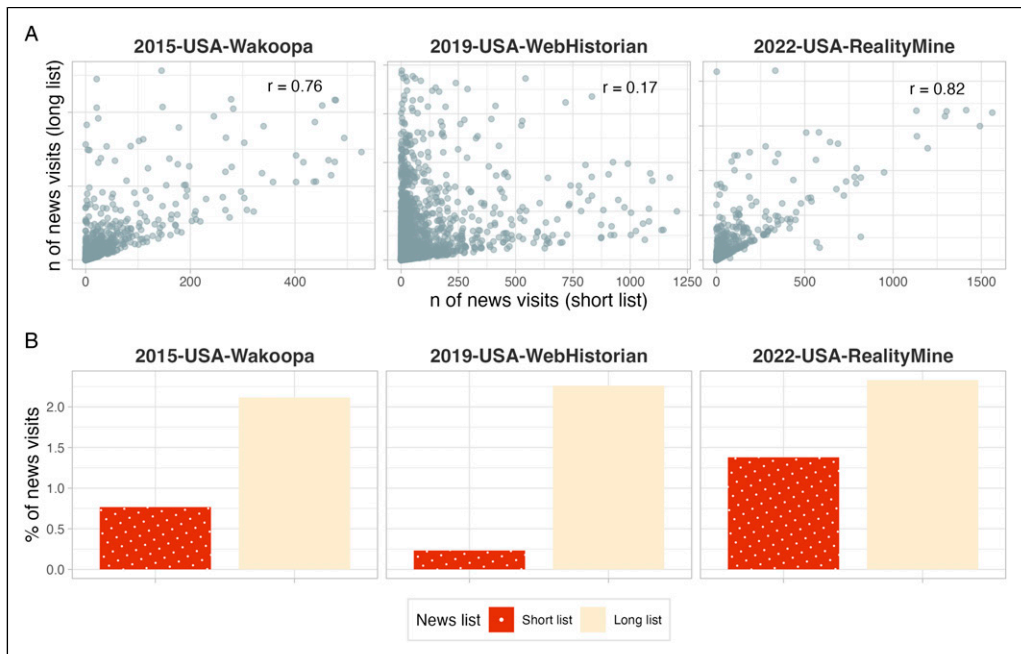 A
2015-USA-Wakoopa 2019-USA-WebHistorian 2022-USA-RealityMine
r = 0.76 r = 0.17 r = 0.82
n of news visits (long list)
0 200 400 0 250 500 750 1000 1250 0 500 1000 1500
n of news visits (short list)
B
2015-USA-Wakoopa 2019-USA-WebHistorian 2022-USA-RealityMine
% of news visits
2.0
1.5
1.0
0.5
0.0
News list Short list Long list